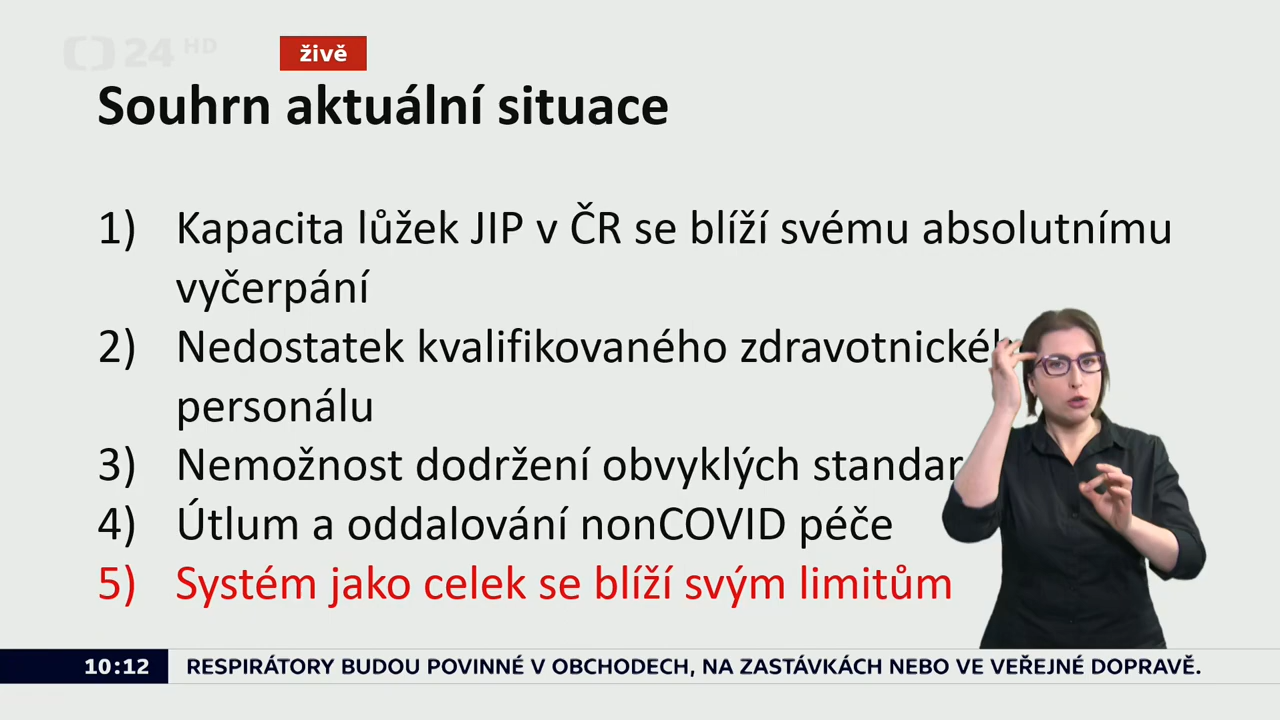 24 HD
živě
Souhrn aktuální situace
1) Kapacita lůžek JIP v ČR se blíží svému absolutnímu
vyčerpání
2) Nedostatek kvalifikovaného
personálu
3) Nemožnost dodržení obvyklých
4) Útlum a oddalování nonCOVID péče
5) Systém jako celek se blíží svým limitům
10:12 RESPIRÁTORY BUDOU POVINNÉ V OBCHODECH, NA ZASTÁVKÁCH NEBO VE VEŘEJNÉ DOPRAVĚ.